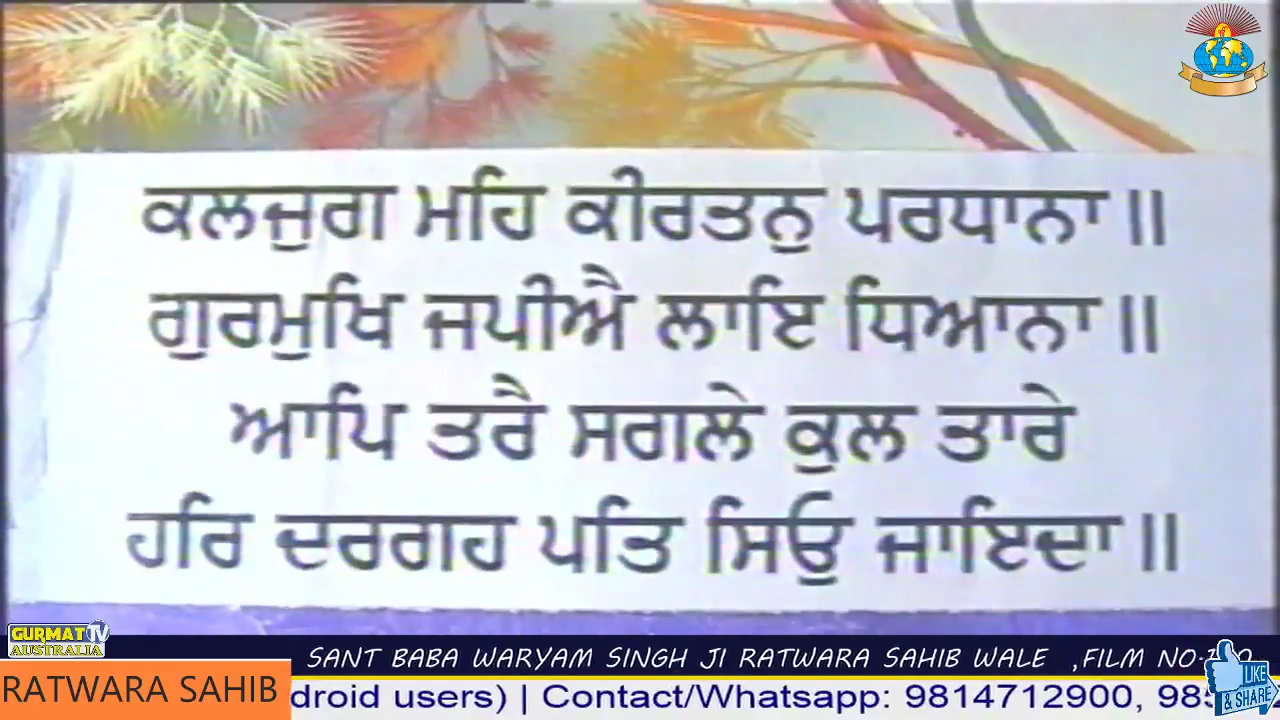 ਕਲਜੁਗ ਮਹਿ ਕੀਰਤਨੁ ਪਰਧਾਨਾ॥
ਗੁਰਮੁਖਿ ਜਪੀਐ ਲਾਇ ਧਿਆਨਾ॥
ਆਪਿ ਤਰੈ ਸਗਲੇ ਕੁਲ ਤਾਰੇ
ਹਰਿ ਦਰਗਹ ਪਤਿ ਸਿਓੁ ਜਾਇਦਾ॥
GURMAT TV
AUSTRALIA
SANT BABA WARYAM SINGH JI RATWARA SAHIB WALE ,FILM
RATWARA SAHIB
droid users) | Contact/Whatsapp: 9814712900,
LIKE
& SHARE